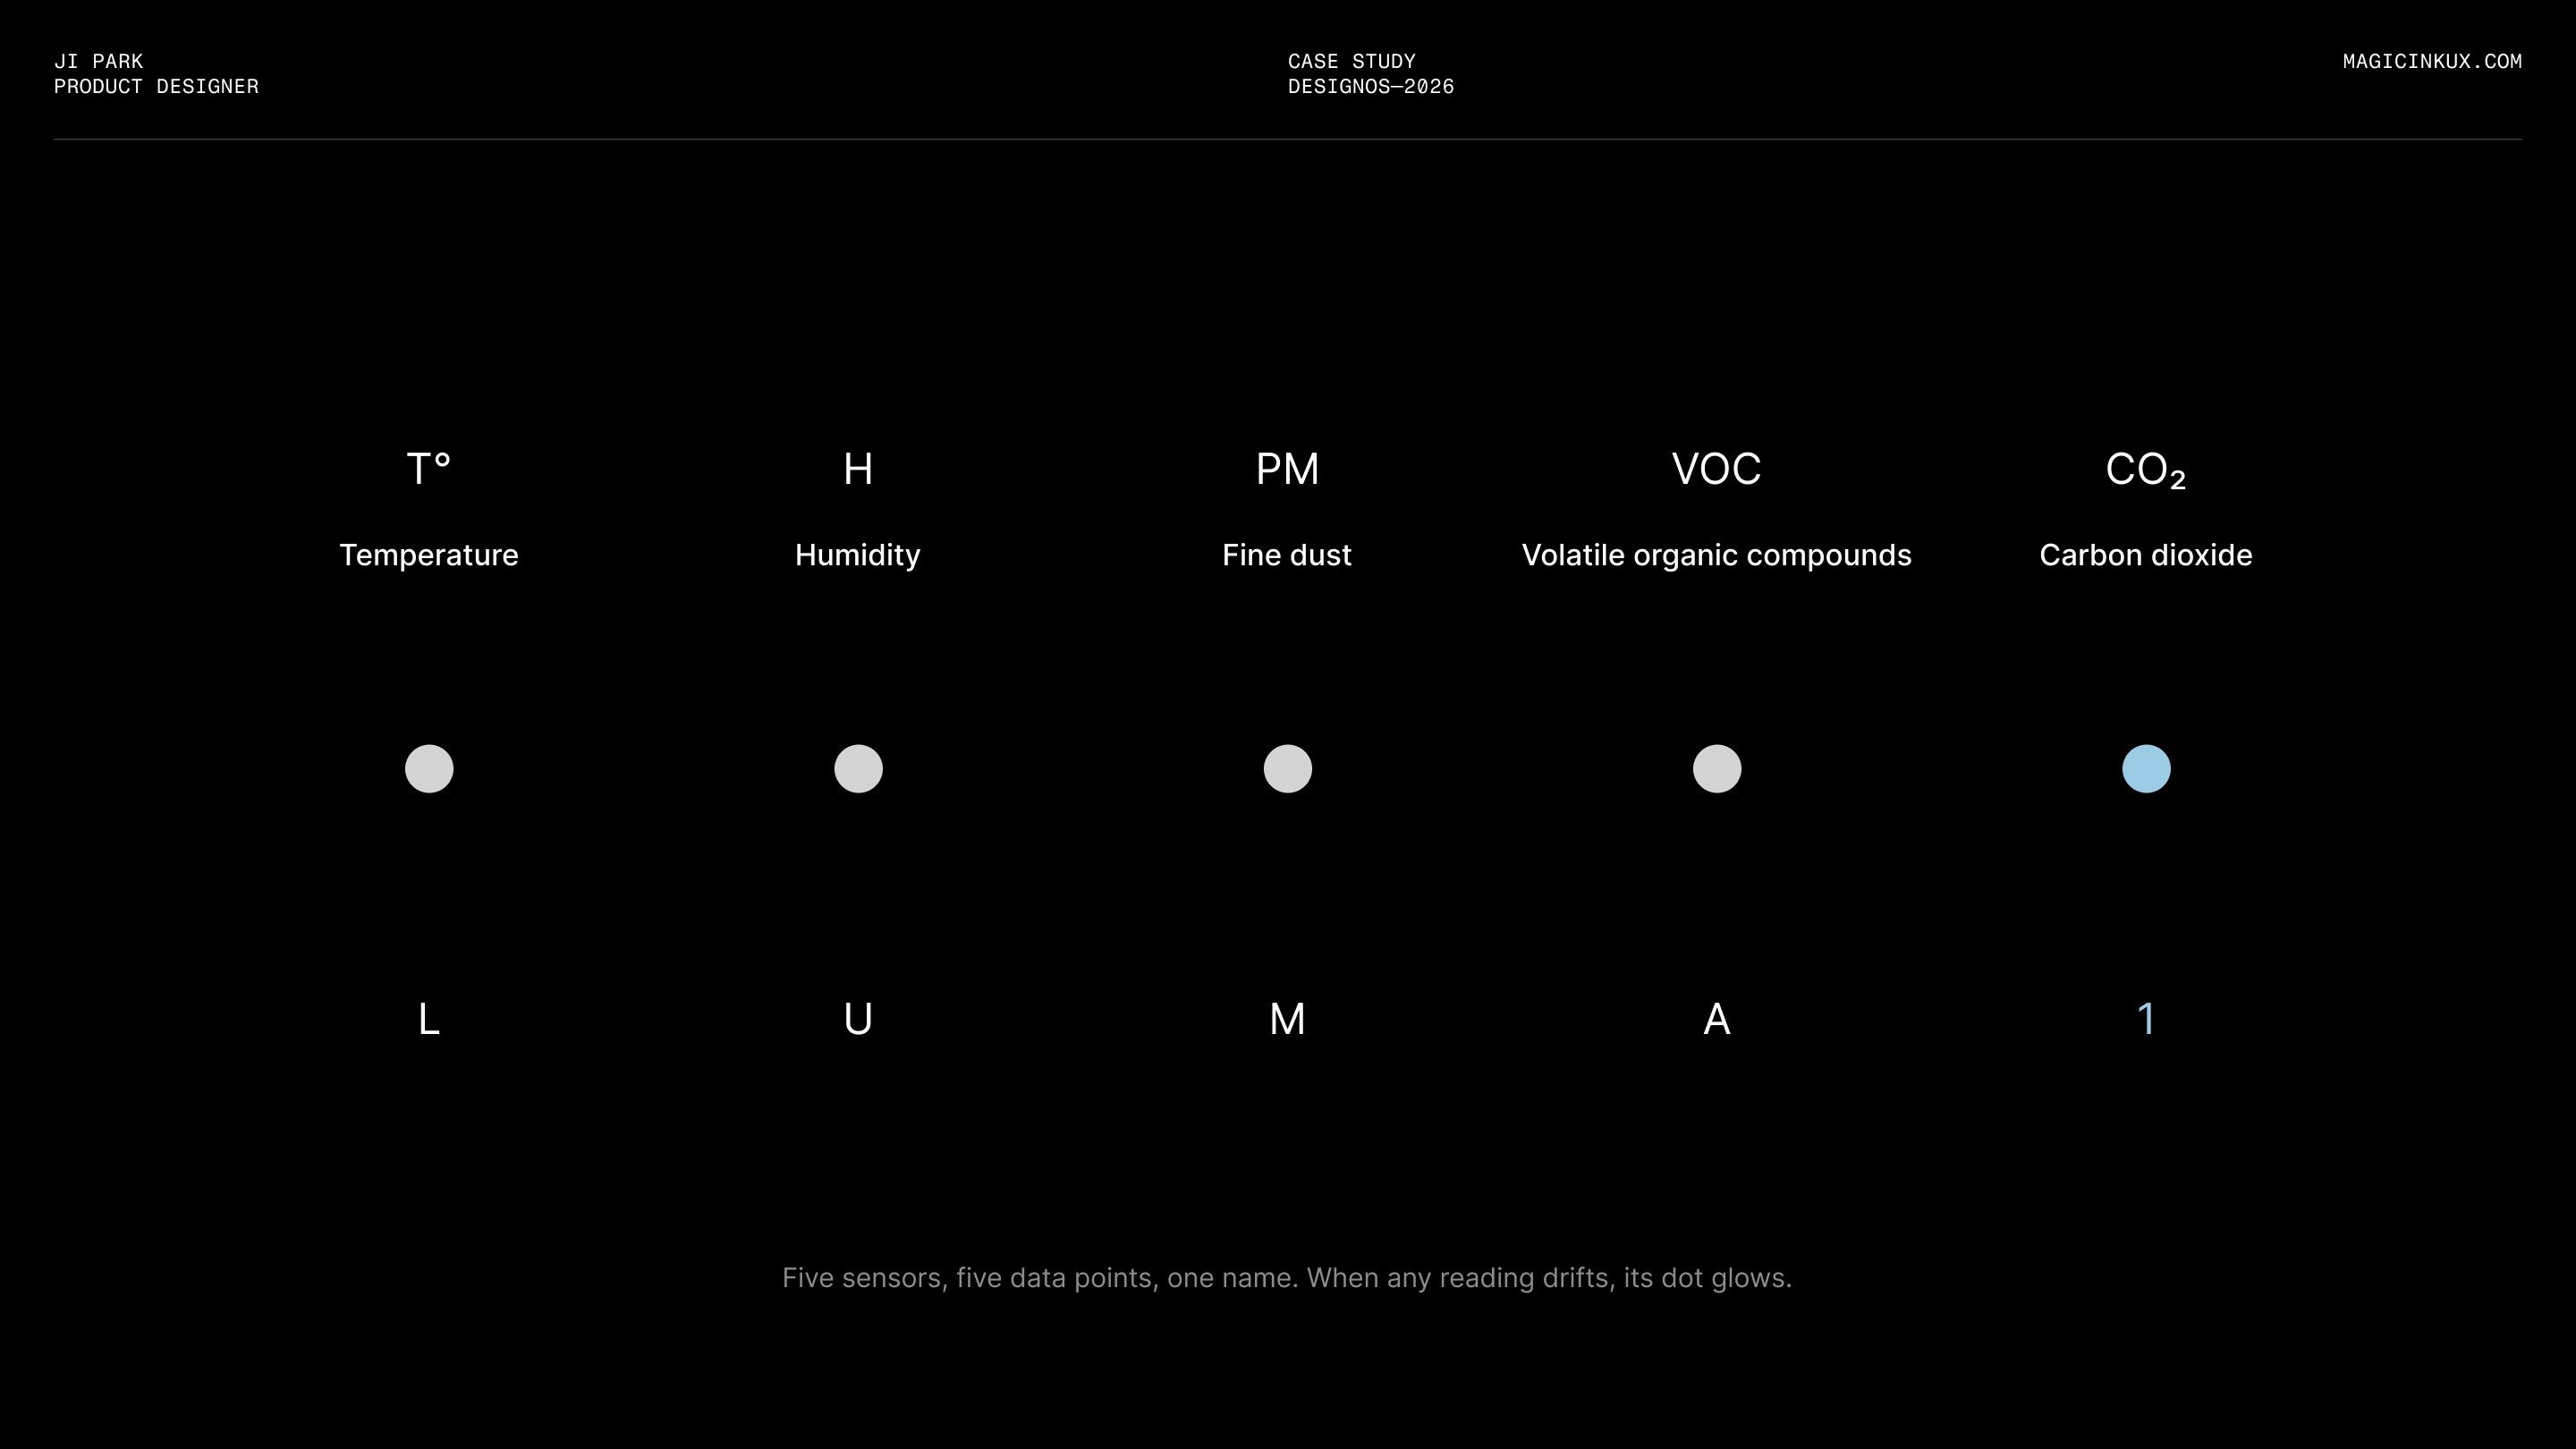 JI PARK
PRODUCT DESIGNER
CASE STUDY
DESIGNOS—2026
MAGICINKUX.COM
T° H PM VOC CO₂
Temperature Humidity Fine dust Volatile organic compounds Carbon dioxide
L U M A 1
Five sensors, five data points, one name. When any reading drifts, its dot glows.